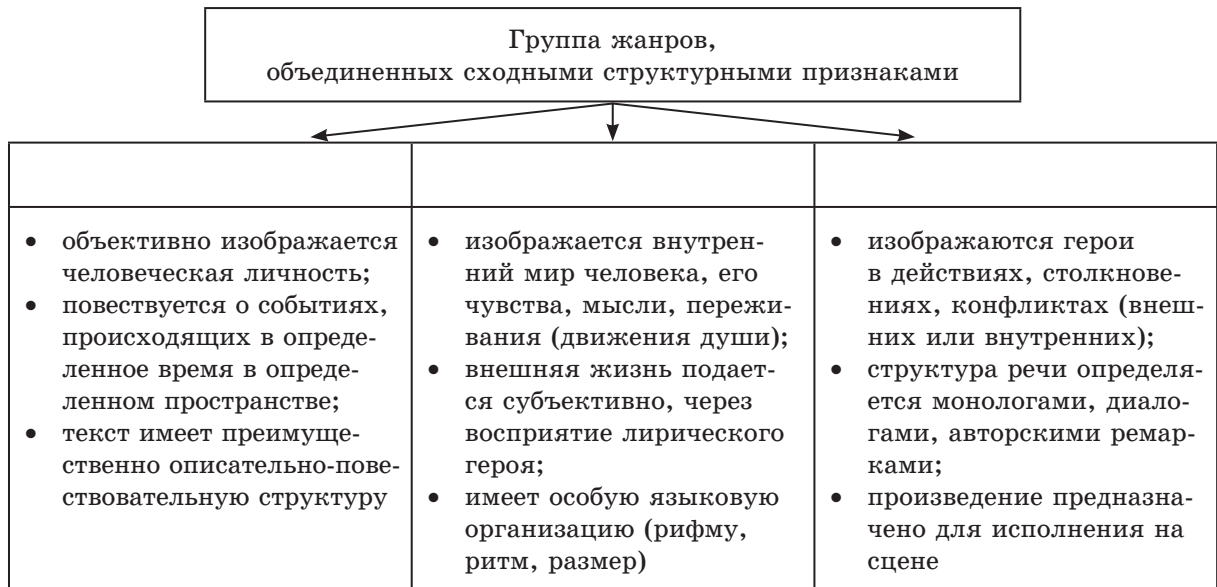 Группа жанров,
объединенных сходными структурными признаками
• объективно изображается
человеческая личность;
• повествуется о событиях,
происходящих в опреде-
ленное время в опреде-
ленном пространстве;
• текст имеет преимуще-
ственно описательно-пове-
ствовательную структуру
• изображается внутрен-
ний мир человека, его
чувства, мысли, пережи-
вания (движения души);
• внешняя жизнь подает-
ся субъективно, через
восприятие лирического
героя;
• имеет особую языковую
организацию (рифму,
ритм, размер)
• изображаются герои
в действиях, столкнове-
ниях, конфликтах (внеш-
них или внутренних);
• структура речи определя-
ется монологами, диало-
гами, авторскими ремар-
ками;
• произведение предназна-
чено для исполнения на
сцене